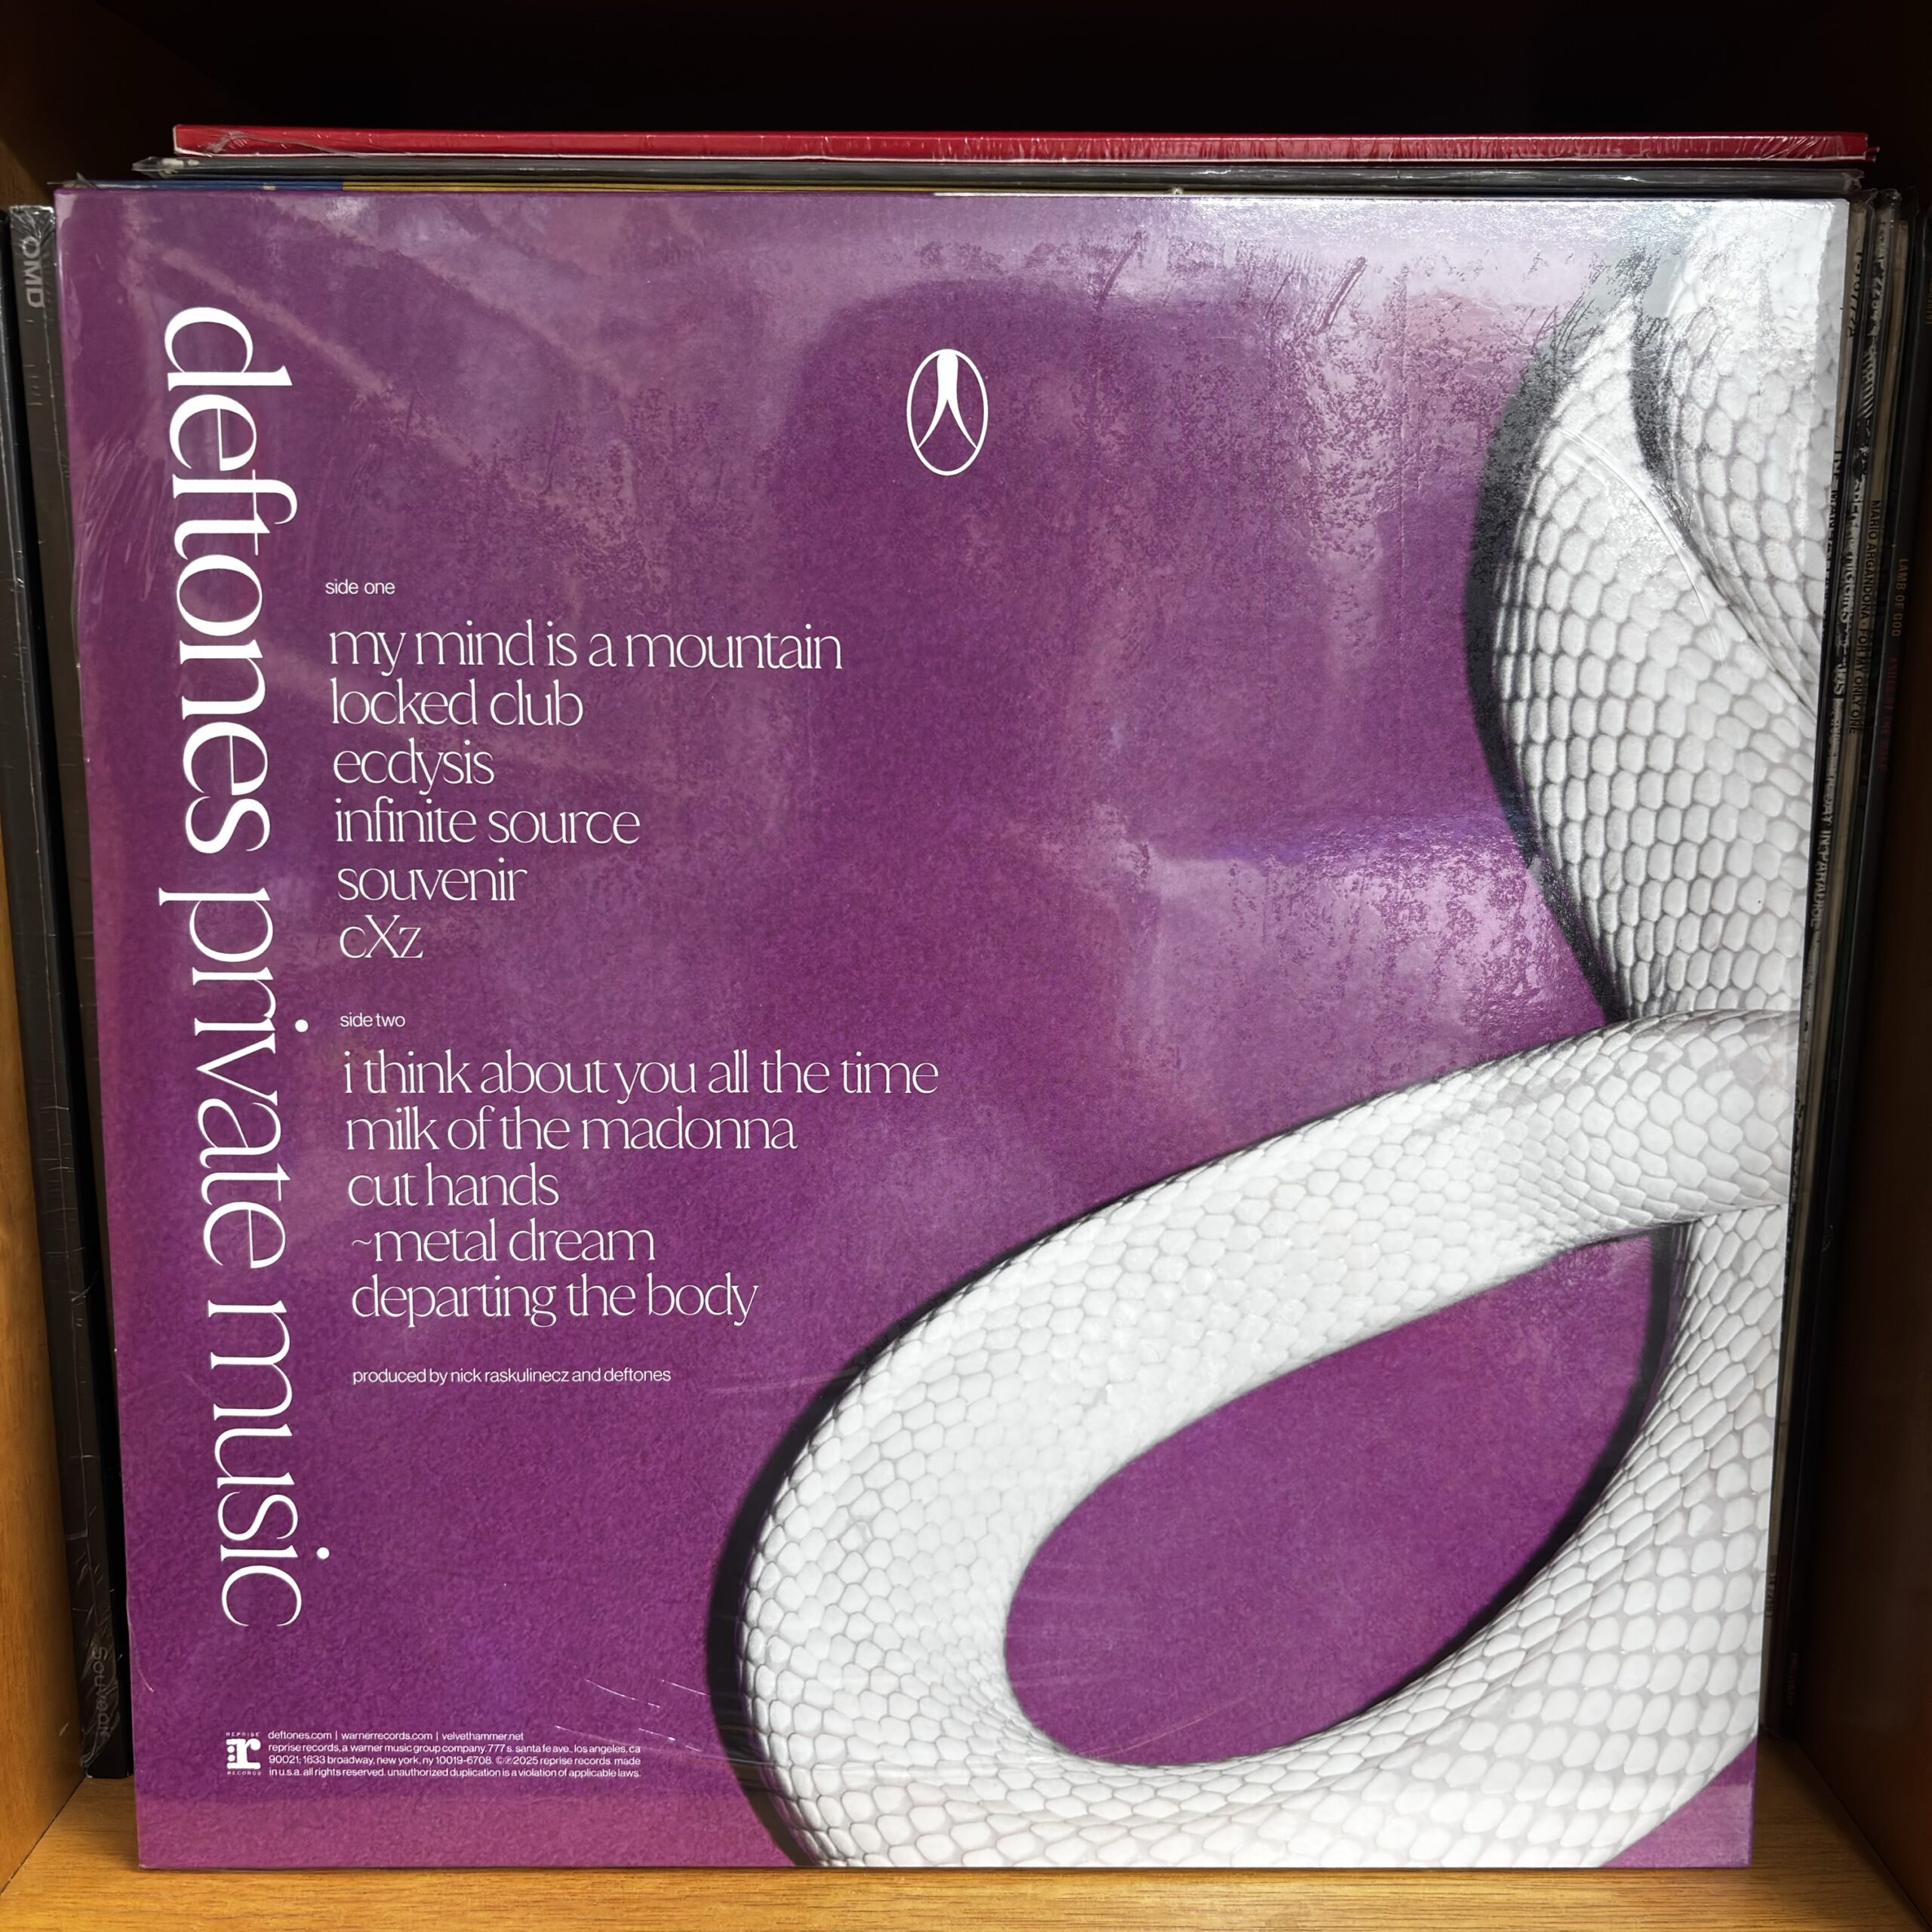 deftones private music
side one
my mind is a mountain
locked club
ecdysis
infinite source
souvenir
cXz
side two
i think about you all the time
milk of the madonna
cut hands
~metal dream
departing the body
produced by nick raskulinecz and deftones
REPRISE
r
RECORDS
deftones.com | warnerrecords.com | velvethammer.net
reprise records, a warner music group company. 777 s. santa fe ave., los angeles, ca
90021; 1633 broadway, new york, ny 10019-6708. ©℗2025 reprise records. made
in u.s.a. all rights reserved. unauthorized duplication is a violation of applicable laws.
OMD
Souvenir
LAMB OF GOD